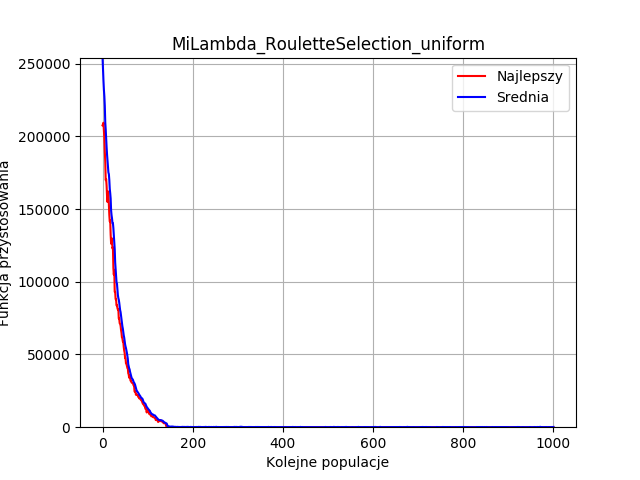 MiLambda_RouletteSelection_uniform
250000
200000
150000
100000
50000
0
Funkcja przystosowania
Najlepszy
Srednia
0 200 400 600 800 1000
Kolejne populacje